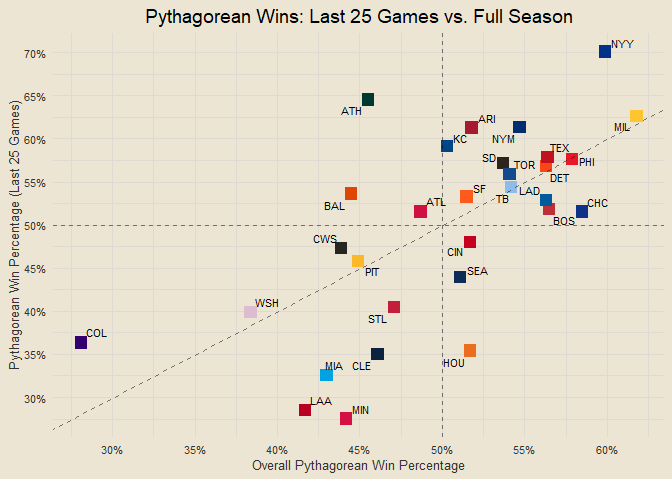 Pythagorean Wins: Last 25 Games vs. Full Season
Pythagorean Win Percentage (Last 25 Games)
70%
65%
60%
55%
50%
45%
40%
35%
30%
NYY
ATH
MIL
ARI
NYM
KC
TEX
SD
TOR
PHI
DET
TB
LAD
SF
BAL
ATL
CHC
BOS
CWS
CIN
PIT
SEA
WSH
STL
COL
MIA
CLE
HOU
LAA
MIN
30%
35%
40%
45%
50%
55%
60%
Overall Pythagorean Win Percentage